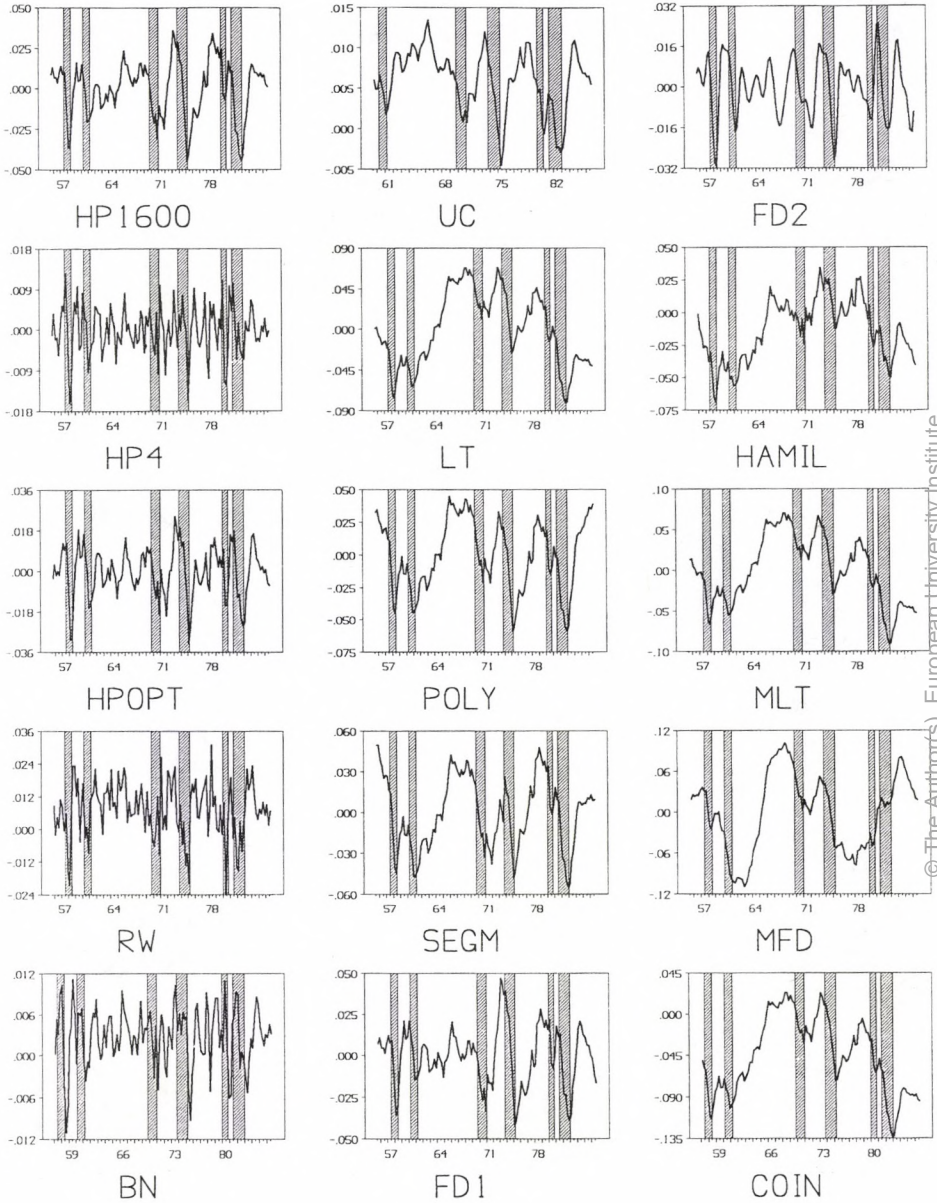 .050
.025
.000
-.025
-.050
57 64 71 78
HP1600
.015
.010
.005
.000
-.005
61 68 75 82
UC
.032
.016
.000
-.016
-.032
57 64 71 78
FD2
.018
.009
.000
-.009
-.018
57 64 71 78
HP4
.090
.045
.000
-.045
-.090
57 64 71 78
LT
.050
.025
.000
-.025
-.050
-.075
57 64 71 78
HAMIL
.036
.018
.000
-.018
-.036
57 64 71 78
HPOPT
.050
.025
.000
-.025
-.050
-.075
57 64 71 78
POLY
.10
.05
.00
-.05
-.10
57 64 71 78
MLT
.036
.024
.012
.000
-.012
-.024
57 64 71 78
RW
.060
.030
.000
-.030
-.060
57 64 71 78
SEGM
.12
.06
.00
-.06
-.12
57 64 71 78
MFD
.012
.006
.000
-.006
-.012
59 66 73 80
BN
.050
.025
.000
-.025
-.050
57 64 71 78
FD1
.045
.000
-.045
-.090
-.135
59 66 73 80
COIN
© The Author(s). European University Institute